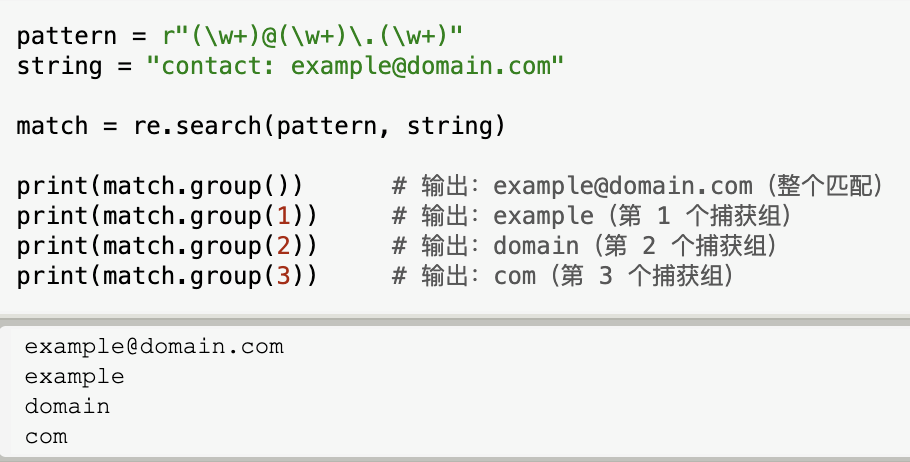 pattern = r"(\w+)@(\w+)\.(\w+)"
string = "contact: example@domain.com"
match = re.search(pattern, string)
print(match.group())      # 输出：example@domain.com（整个匹配）
print(match.group(1))     # 输出：example（第 1 个捕获组）
print(match.group(2))     # 输出：domain（第 2 个捕获组）
print(match.group(3))     # 输出：com（第 3 个捕获组）
example@domain.com
example
domain
com